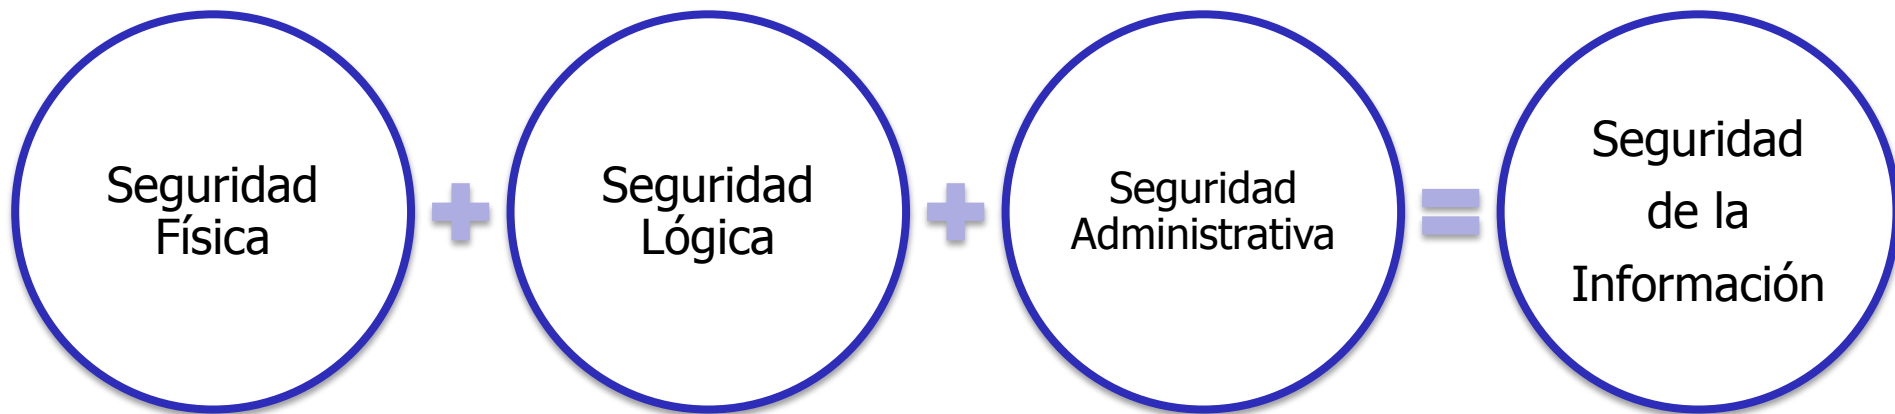 Seguridad
Física
Seguridad
Lógica
Seguridad
Administrativa
Seguridad
de la
Información